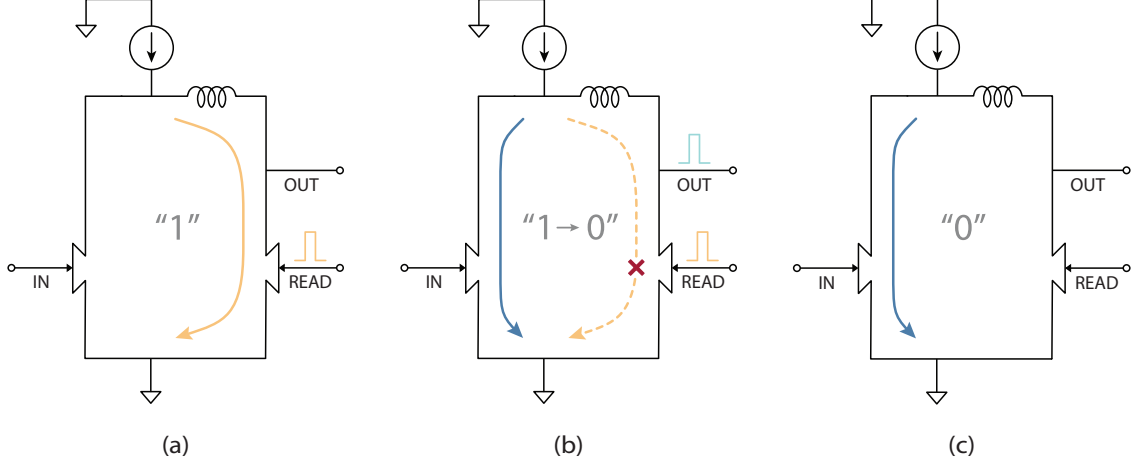 OUT
"1"
IN
READ
(a)
OUT
"1→0"
IN
READ
(b)
OUT
"0"
IN
READ
(c)